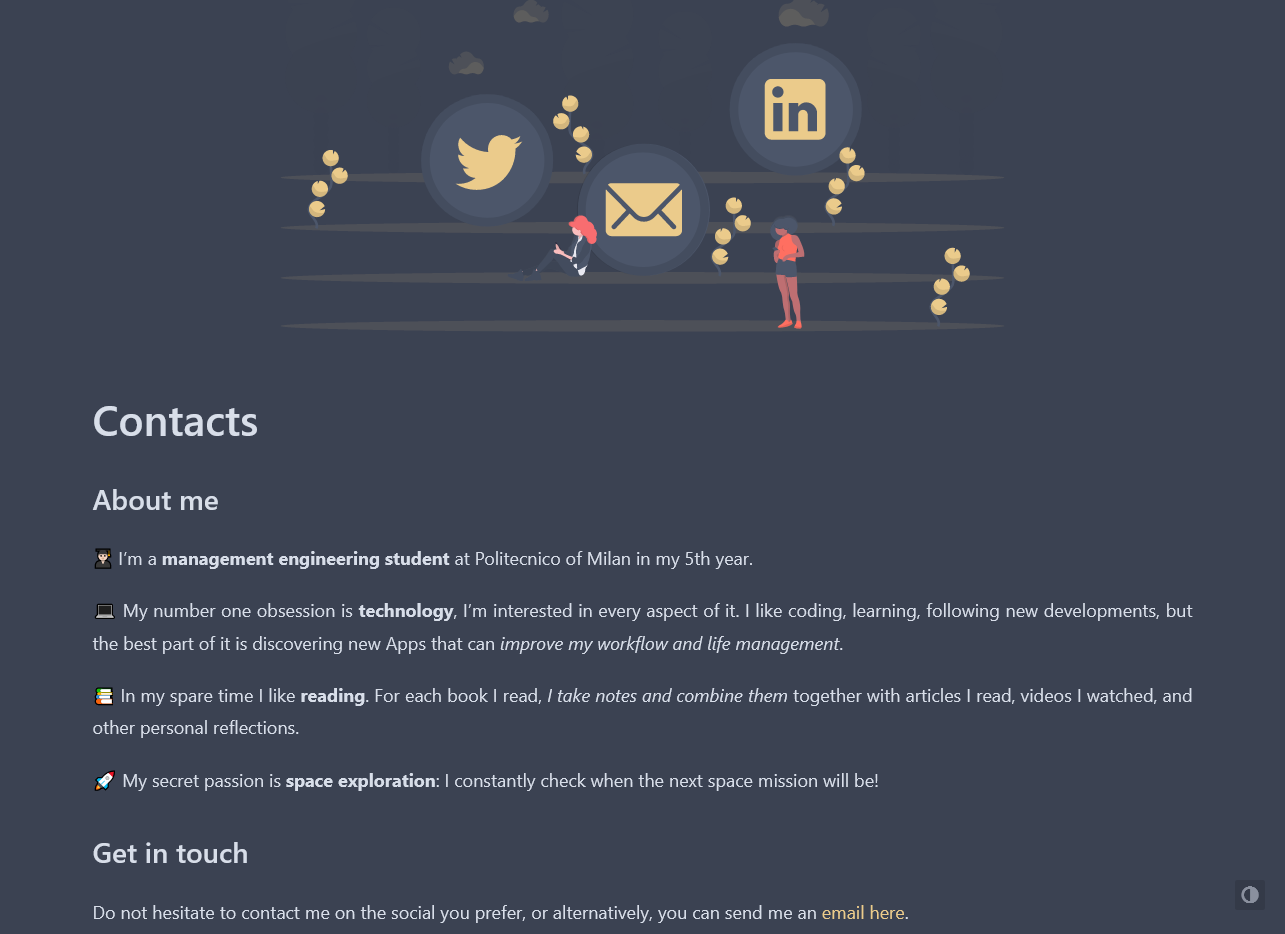 in
Contacts
About me
👨🏻‍🎓 I'm a management engineering student at Politecnico of Milan in my 5th year.
💻 My number one obsession is technology, I'm interested in every aspect of it. I like coding, learning, following new developments, but
the best part of it is discovering new Apps that can improve my workflow and life management.
📚 In my spare time I like reading. For each book I read, I take notes and combine them together with articles I read, videos I watched, and
other personal reflections.
🚀 My secret passion is space exploration: I constantly check when the next space mission will be!
Get in touch
Do not hesitate to contact me on the social you prefer, or alternatively, you can send me an email here.